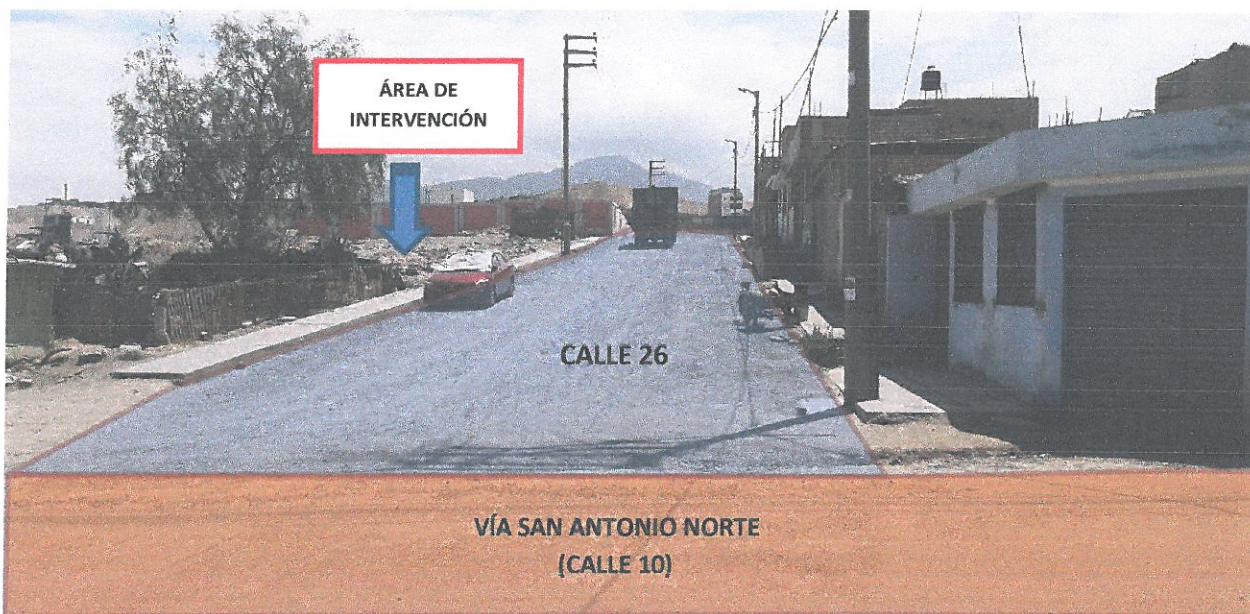 ÁREA DE
INTERVENCIÓN
CALLE 26
VÍA SAN ANTONIO NORTE
(CALLE 10)